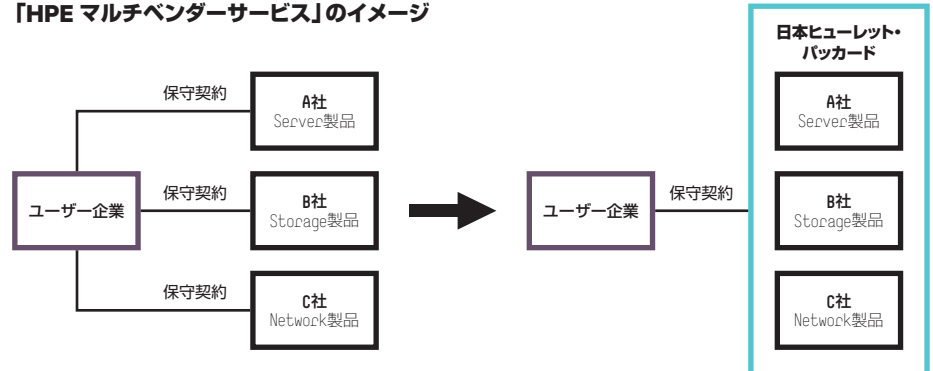 「HPE マルチベンダーサービス」のイメージ
保守契約
A社
Server製品
ユーザー企業
保守契約
B社
Storage製品
保守契約
C社
Network製品
ユーザー企業
保守契約
日本ヒューレット・
パッカード
A社
Server製品
B社
Storage製品
C社
Network製品